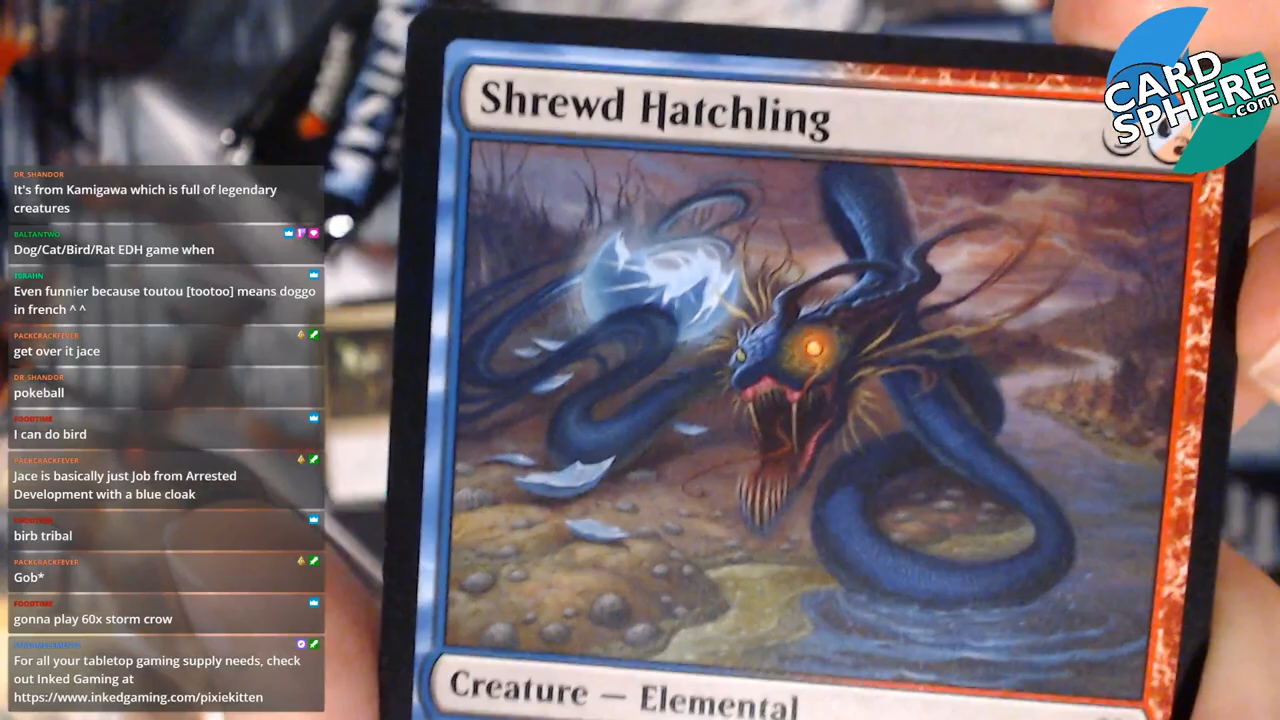 DR_SHANDOR
It's from Kamigawa which is full of legendary
creatures
BALTANTWO
Dog/Cat/Bird/Rat EDH game when
Even funnier because toutou [tootoo] means doggo
in french ^ ^
PACKCRACKFEVER
get over it jace
DR_SHANDOR
pokeball
FOODTIME
I can do bird
PACKCRACKFEVER
Jace is basically just Job from Arrested
Development with a blue cloak
FOODTIME
birb tribal
PACKCRACKFEVER
Gob*
FOODTIME
gonna play 60x storm crow
For all your tabletop gaming supply needs, check
out Inked Gaming at
https://www.inkedgaming.com/pixiekitten
Shrewd Hatchling
Creature — Elemental
CARD
SPHERE
.com